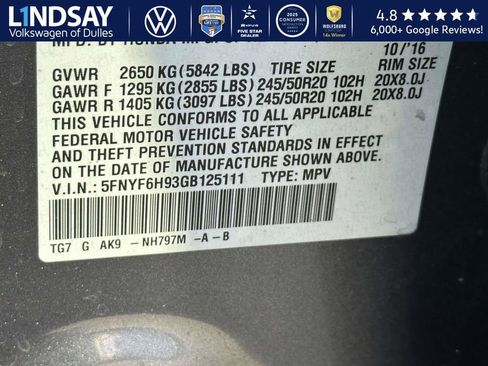 LINDSAY
Volkswagen of Dulles
CONSUMER
4.8
6,000+ Google Reviews!
10/'16
GVWR 2650 KG (5842 LBS) TIRE SIZE RIM SIZE
GAWR F 1295 KG (2855 LBS) 245/50R20 102H 20X8.0J
GAWR R 1405 KG (3097 LBS) 245/50R20 102H 20X8.0J
THIS VEHICLE CONFORMS TO ALL APPLICABLE
FEDERAL MOTOR VEHICLE SAFETY
AND THEFT PREVENTION STANDARDS IN EFFECT
ON THE DATE OF MANUFACTURE SHOWN ABOVE.
V.I.N.: 5FNYF6H93GB125111 TYPE: MPV
TG7 G AK9 -NH797M -A-B